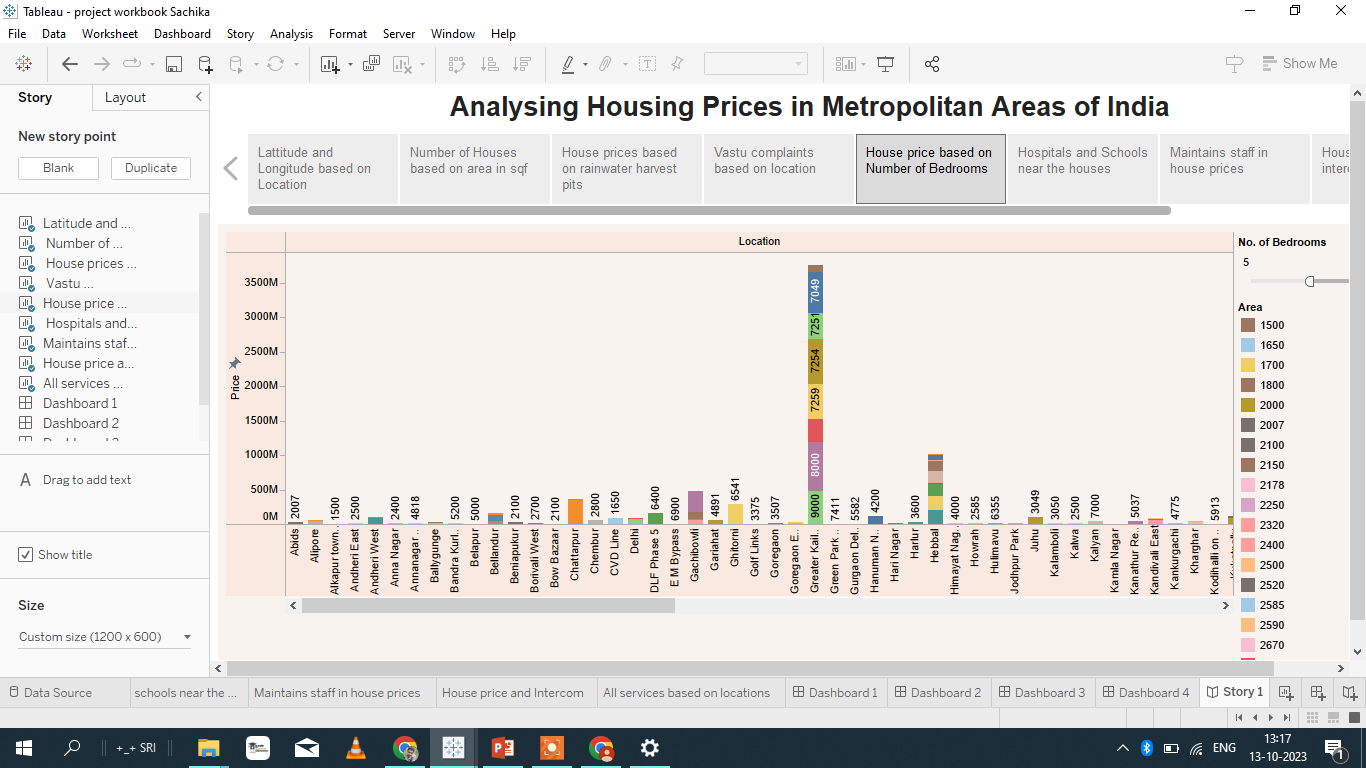 Tableau - project workbook Sachika
File Data Worksheet Dashboard Story Analysis Format Server Window Help
Show Me
Story
Layout
New story point
Blank
Duplicate
Latitude and ...
Number of ...
House prices ...
Vastu ...
House price ...
Hospitals and...
Maintains staf...
House price a...
All services ...
Dashboard 1
Dashboard 2
A Drag to add text
Show title
Size
Custom size (1200 x 600)
Analysing Housing Prices in Metropolitan Areas of India
Lattitude and
Longitude based on
Location
Number of Houses
based on area in sqf
House prices based
on rainwater harvest
pits
Vastu complaints
based on location
House price based on
Number of Bedrooms
Hospitals and Schools
near the houses
Maintains staff in
house prices
Location
Price
3500M
3000M
2500M
2000M
1500M
1000M
500M
0M
2007
1500
2500
2400
4818
5200
5000
2100
2700
2100
2800
1650
6400
6900
4891
6541
3375
3507
7049
7251
7254
7259
8000
9000
7411
5582
4200
3600
4000
2585
6355
3049
3050
2500
7000
5037
4775
5913
Abids
Alipore
Alkapur town..
Andheri East
Andheri West
Anna Nagar
Annanagar ..
Ballygunge
Bandra Kurl..
Belapur
Bellandur
Beniapukur
Borivali West
Bow Bazaar
Chattarpur
Chembur
CVD Line
Delhi
DLF Phase 5
E M Bypass
Gachibowli
Gariahat
Ghitorni
Golf Links
Goregaon
Goregaon E..
Greater Kail..
Green Park ..
Gurgaon Del..
Hanuman N..
Hari Nagar
Harlur
Hebbal
Himayat Nag..
Howrah
Hulimavu
Jodhpur Park
Juhu
Kalamboli
Kalwa
Kalyan
Kamla Nagar
Kanathur Re..
Kandivali East
Kankurgachi
Kharghar
Kodihalli on ..
No. of Bedrooms
5
Area
1500
1650
1700
1800
2000
2007
2100
2150
2178
2250
2320
2400
2500
2520
2585
2590
2670
Data Source
schools near the ...
Maintains staff in house prices
House price and Intercom
All services based on locations
Dashboard 1
Dashboard 2
Dashboard 3
Dashboard 4
Story 1
+_+ SRI
ENG
13:17
13-10-2023
1